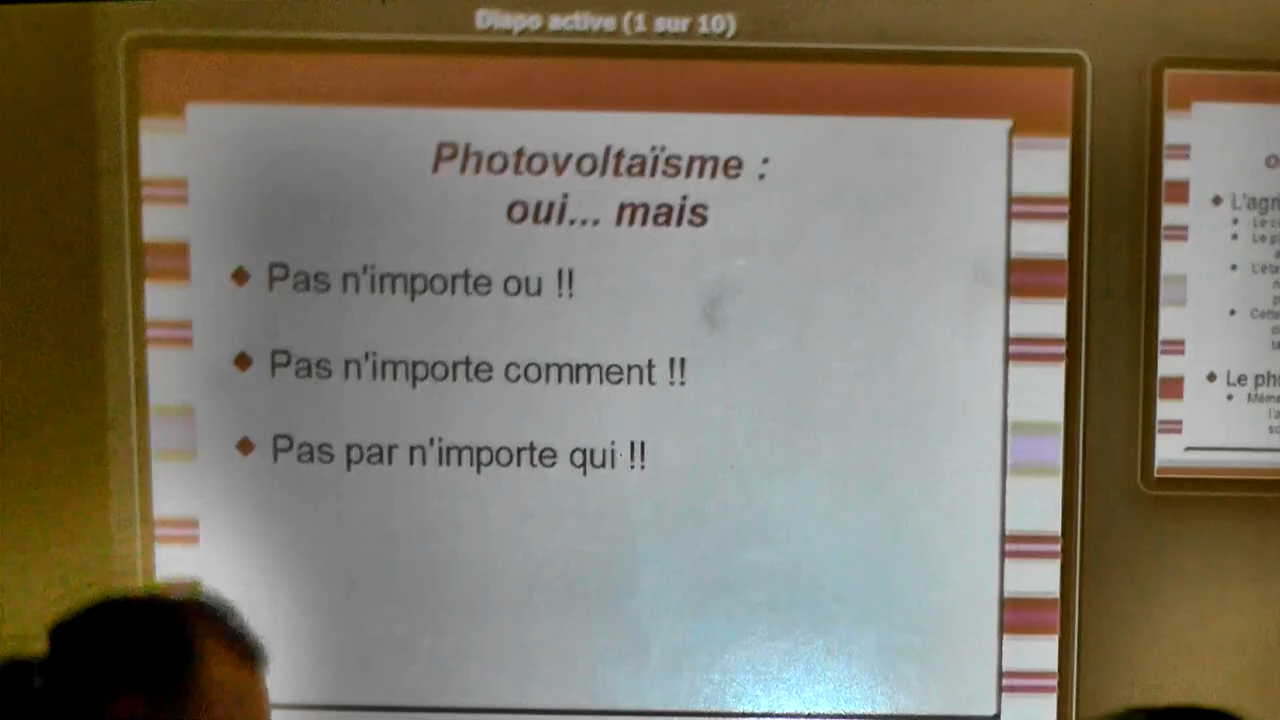 Diapo active (1 sur 10)
Photovoltaïsme :
oui... mais
Pas n'importe ou !!
Pas n'importe comment !!
Pas par n'importe qui !!
L'agr
Le ph